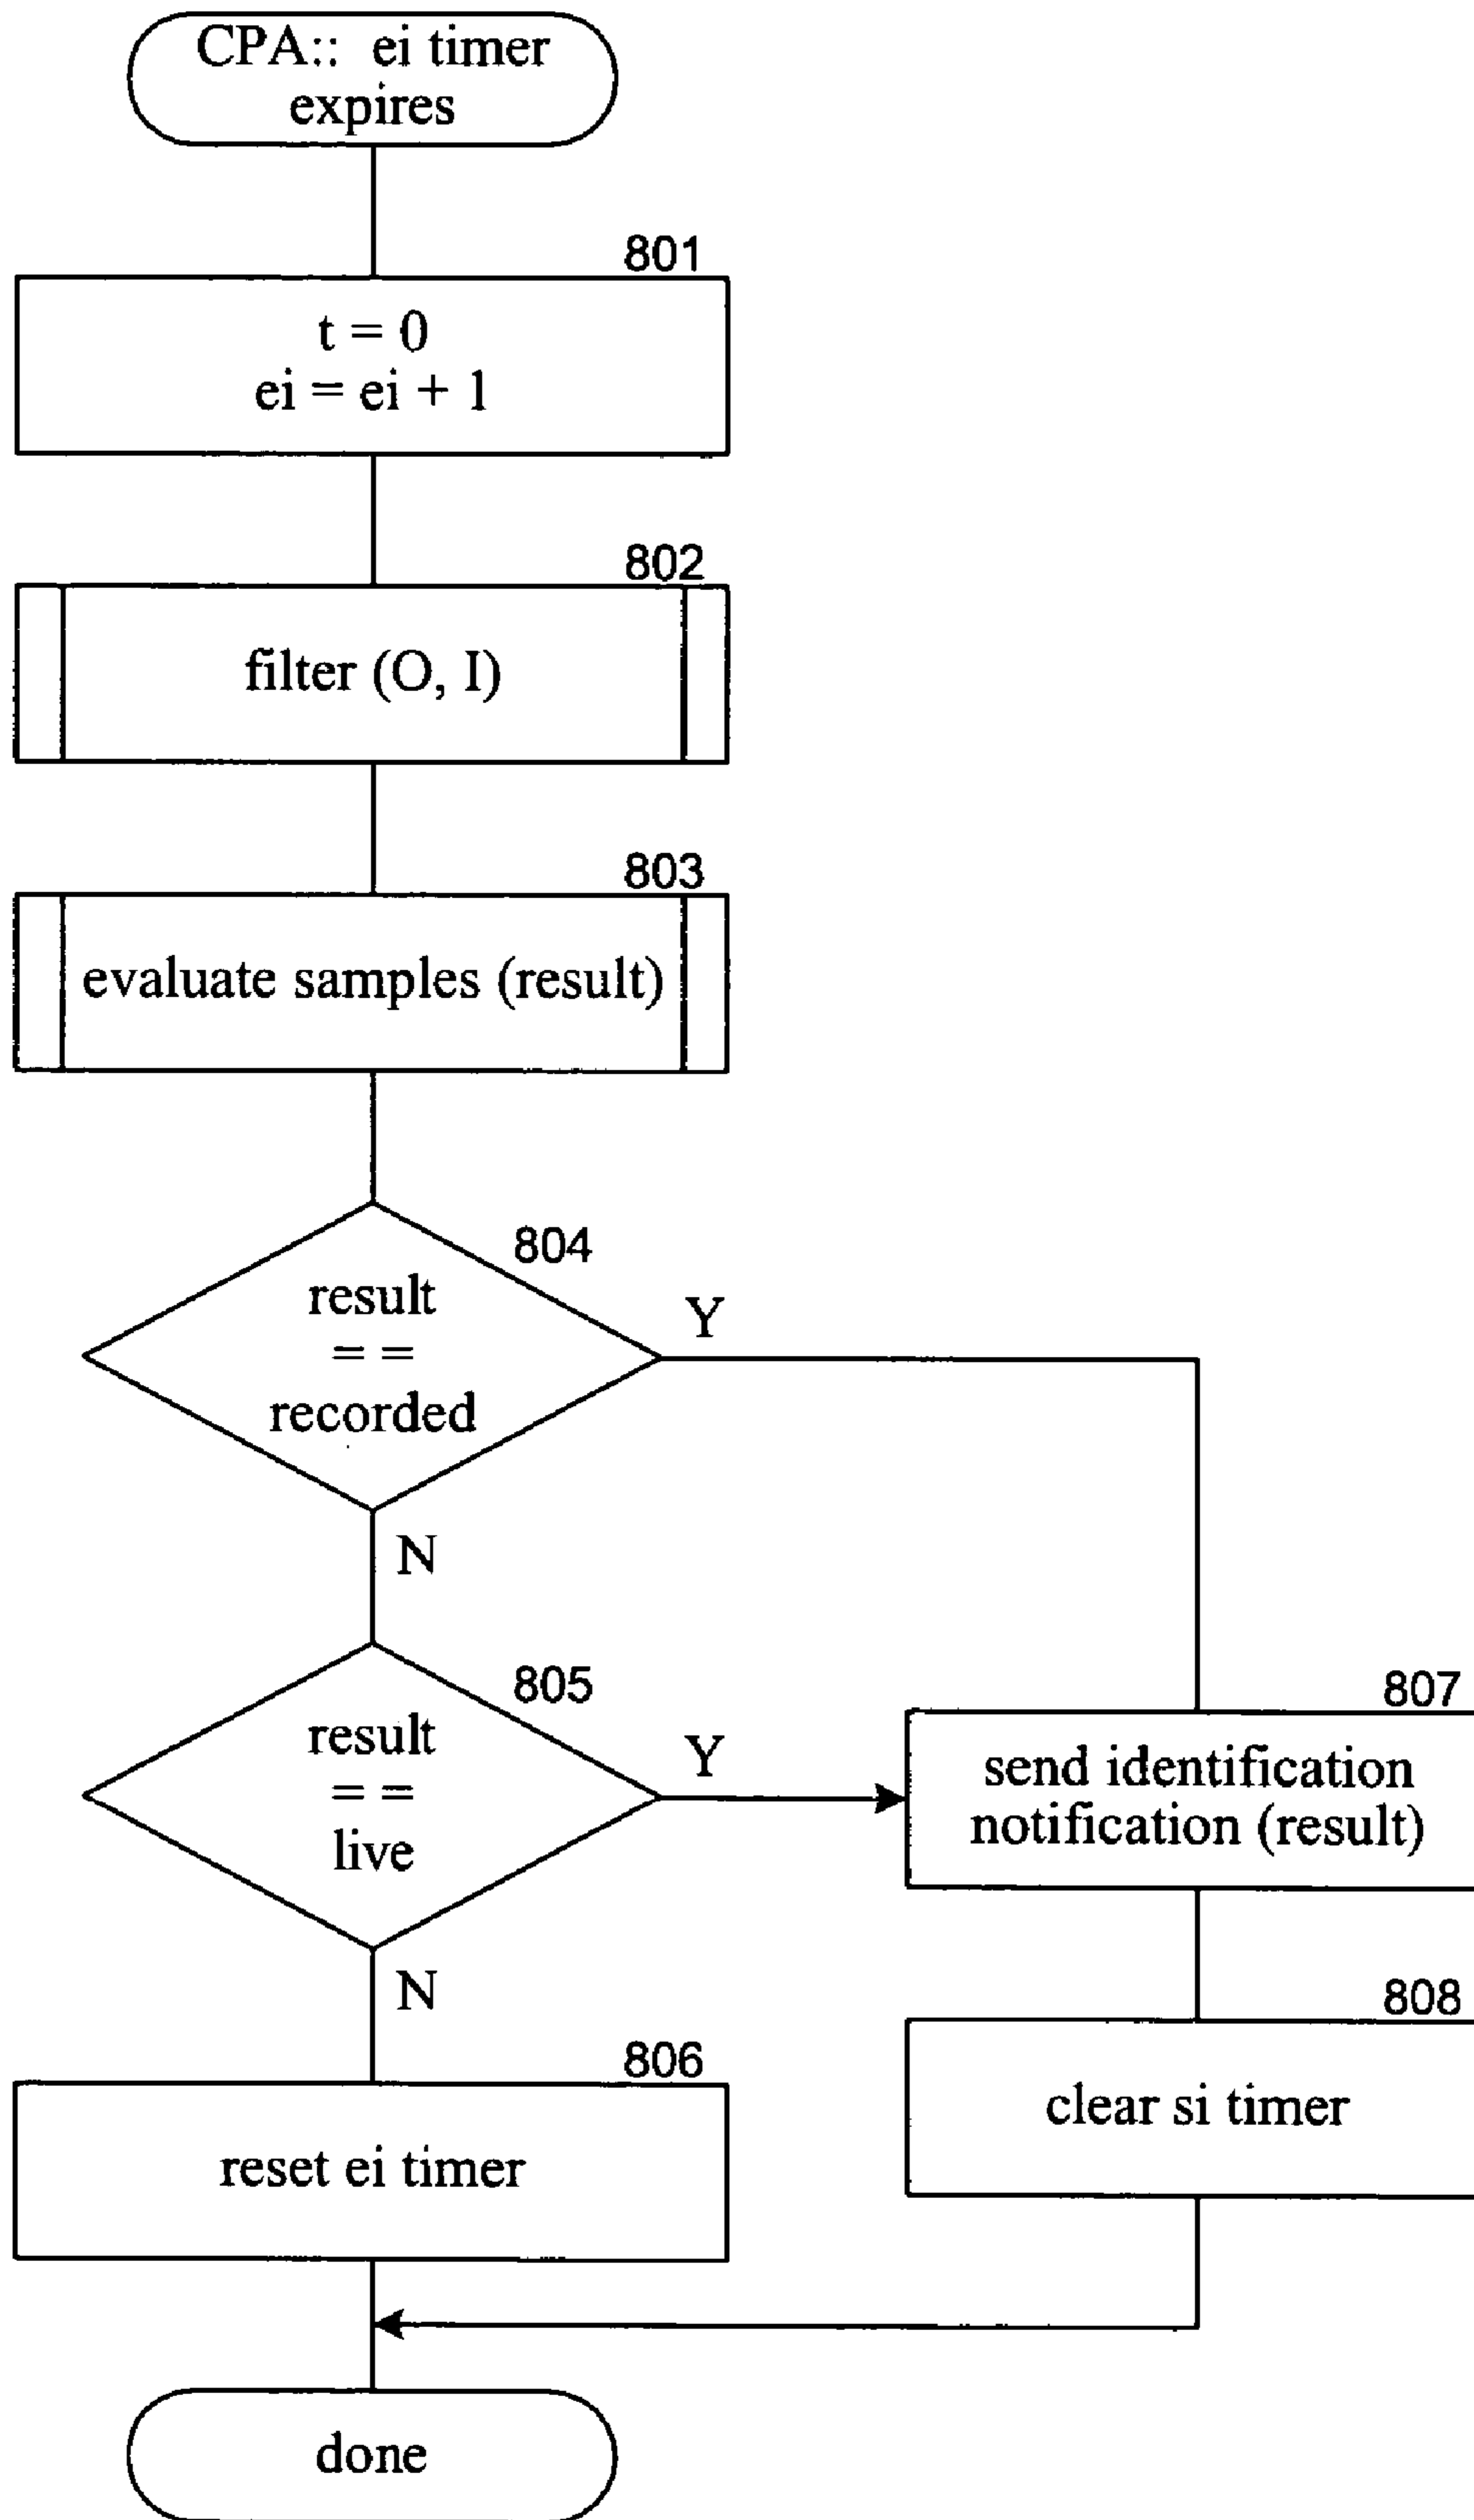 CPA:: ei timer
expires
801
t = 0
ei = ei + 1
802
filter (O, I)
803
evaluate samples (result)
804
result
= =
recorded
Y
N
805
result
= =
live
Y
N
807
send identification
notification (result)
808
clear si timer
806
reset ei timer
done